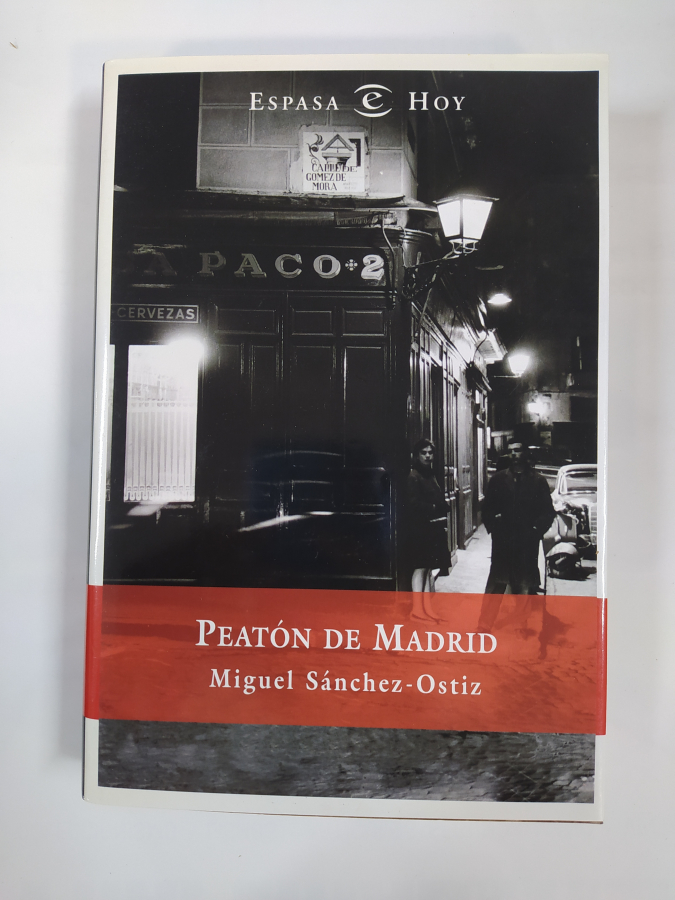 ESPASA e HOY
CALLE DE
GOMEZ DE
MORA
A PACO 2
CERVEZAS
PEATÓN DE MADRID
Miguel Sánchez-Ostiz